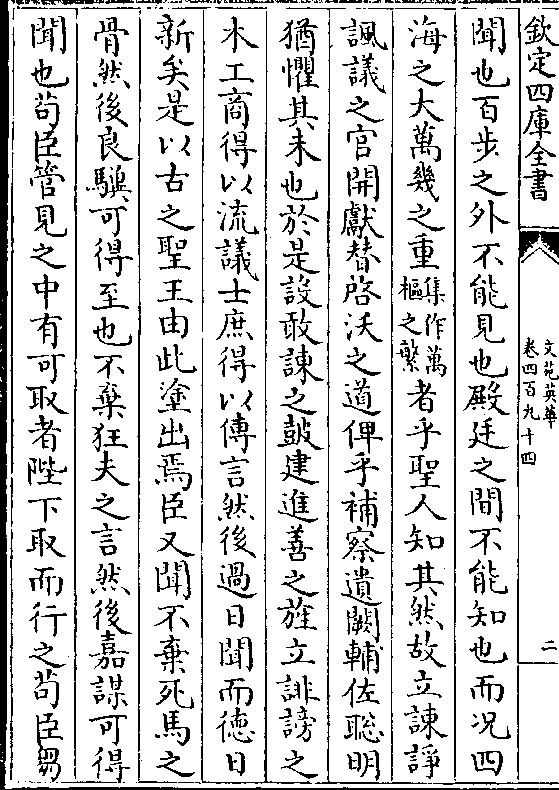 欽定四庫全書
文苑英華
卷四百九十四
二
聞也百步之外不能見也殿廷之間不能知也而况四
海之大萬幾之重集作萬樞之繁者乎聖人知其然故立諫諍
諷議之官開獻替啓沃之道俾乎補察遺闕輔佐聦明
猶懼其未也於是設敢諫之鼓建進善之旌立誹謗之
木工商得以流議士庶得以傳言然後過日聞而德日
新矣是以古之聖王由此塗出焉臣又聞不棄死馬之
骨然後良驥可得至也不棄狂夫之言然後嘉謀可得
聞也苟臣管見之中有可取者陛下取而行之苟臣芻